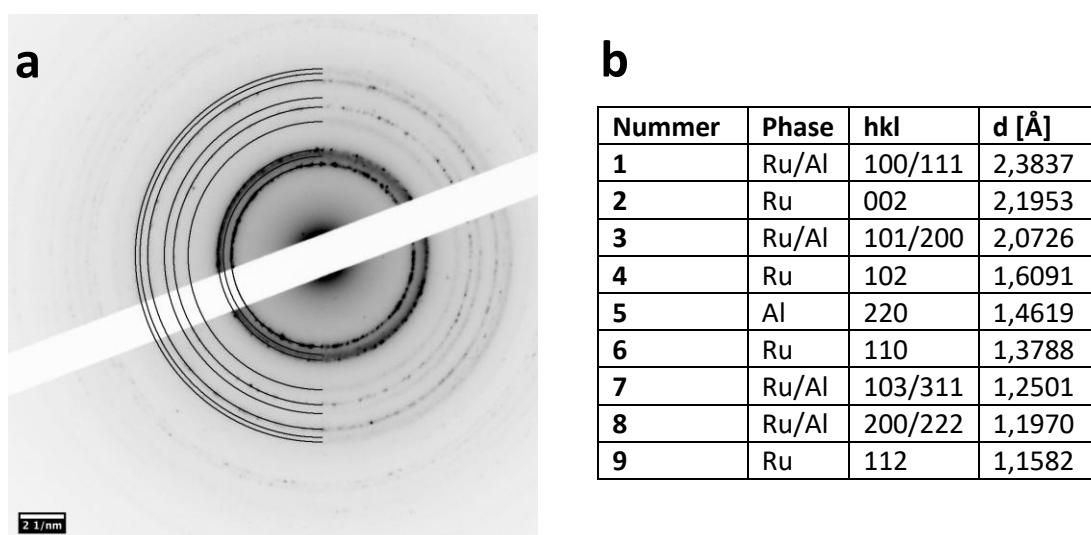 a
2 1/nm
b
Nummer Phase hkl d [Å]
1 Ru/Al 100/111 2,3837
2 Ru 002 2,1953
3 Ru/Al 101/200 2,0726
4 Ru 102 1,6091
5 Al 220 1,4619
6 Ru 110 1,3788
7 Ru/Al 103/311 1,2501
8 Ru/Al 200/222 1,1970
9 Ru 112 1,1582